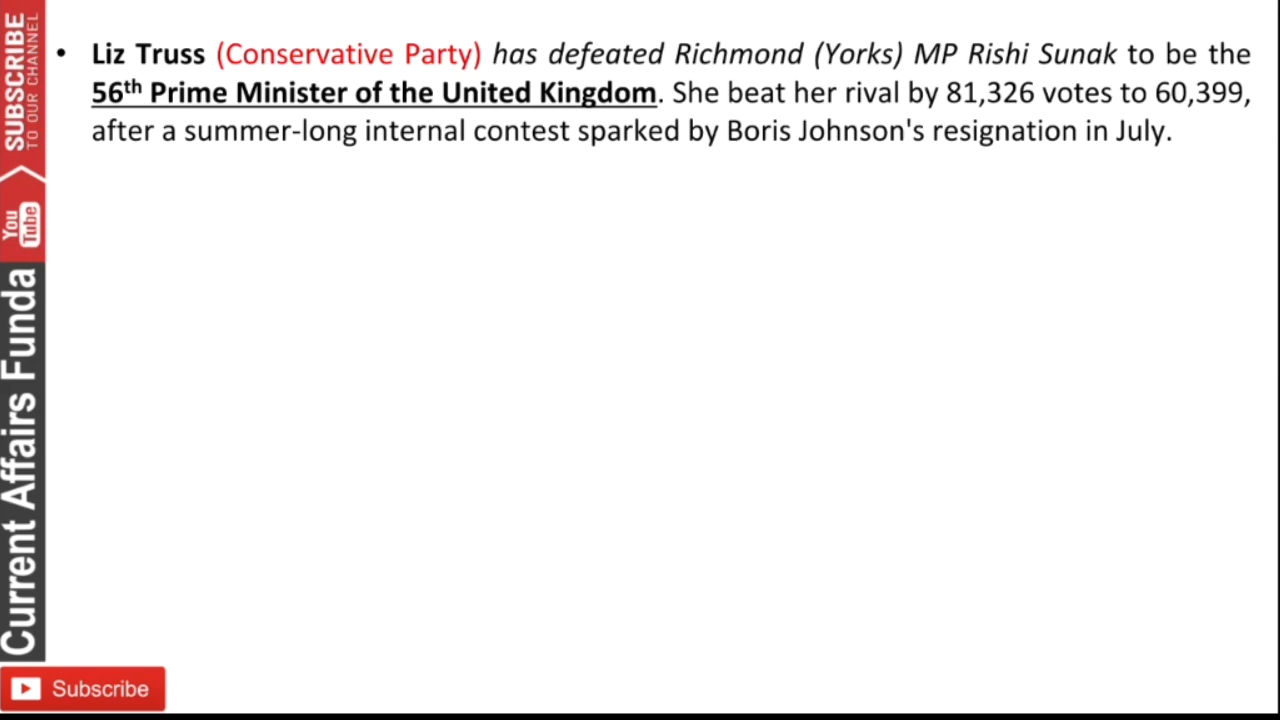 • Liz Truss (Conservative Party) has defeated Richmond (Yorks) MP Rishi Sunak to be the
56th Prime Minister of the United Kingdom. She beat her rival by 81,326 votes to 60,399,
after a summer-long internal contest sparked by Boris Johnson's resignation in July.
SUBSCRIBE
TO OUR CHANNEL
You
Tube
Current Affairs Funda
Subscribe